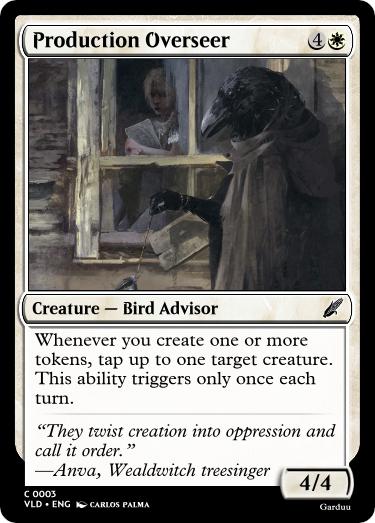 Production Overseer 4
Creature — Bird Advisor
Whenever you create one or more
tokens, tap up to one target creature.
This ability triggers only once each
turn.
“They twist creation into oppression and
call it order.”
—Anva, Wealdwitch treesinger
4/4
C 0003
VLD • ENG CARLOS PALMA
Garduu